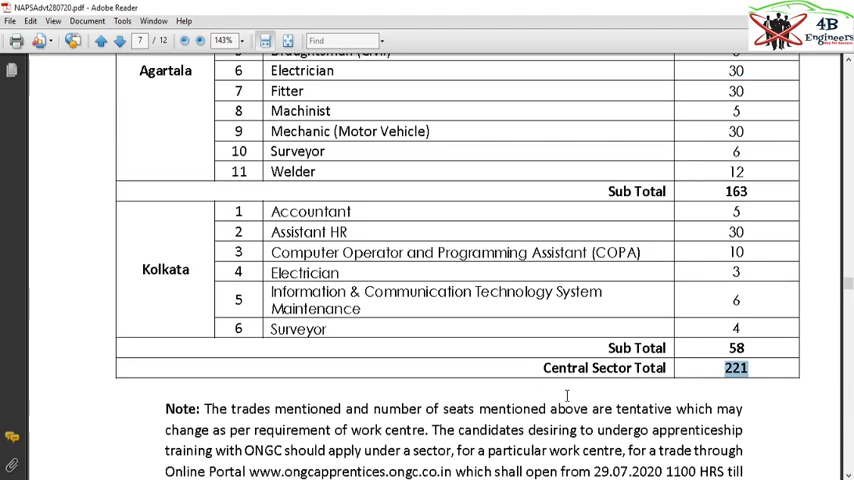 NAPSAdvt280720.pdf - Adobe Reader
File Edit View Document Tools Window Help
7 / 12 143% Find
4B
Engineers
Agartala
6 Electrician 30
7 Fitter 30
8 Machinist 5
9 Mechanic (Motor Vehicle) 30
10 Surveyor 6
11 Welder 12
Sub Total 163
Kolkata
1 Accountant 5
2 Assistant HR 30
3 Computer Operator and Programming Assistant (COPA) 10
4 Electrician 3
5 Information & Communication Technology System
Maintenance 6
6 Surveyor 4
Sub Total 58
Central Sector Total 221
Note: The trades mentioned and number of seats mentioned above are tentative which may
change as per requirement of work centre. The candidates desiring to undergo apprenticeship
training with ONGC should apply under a sector, for a particular work centre, for a trade through
Online Portal www.ongcapprentices.ongc.co.in which shall open from 29.07.2020 1100 HRS till